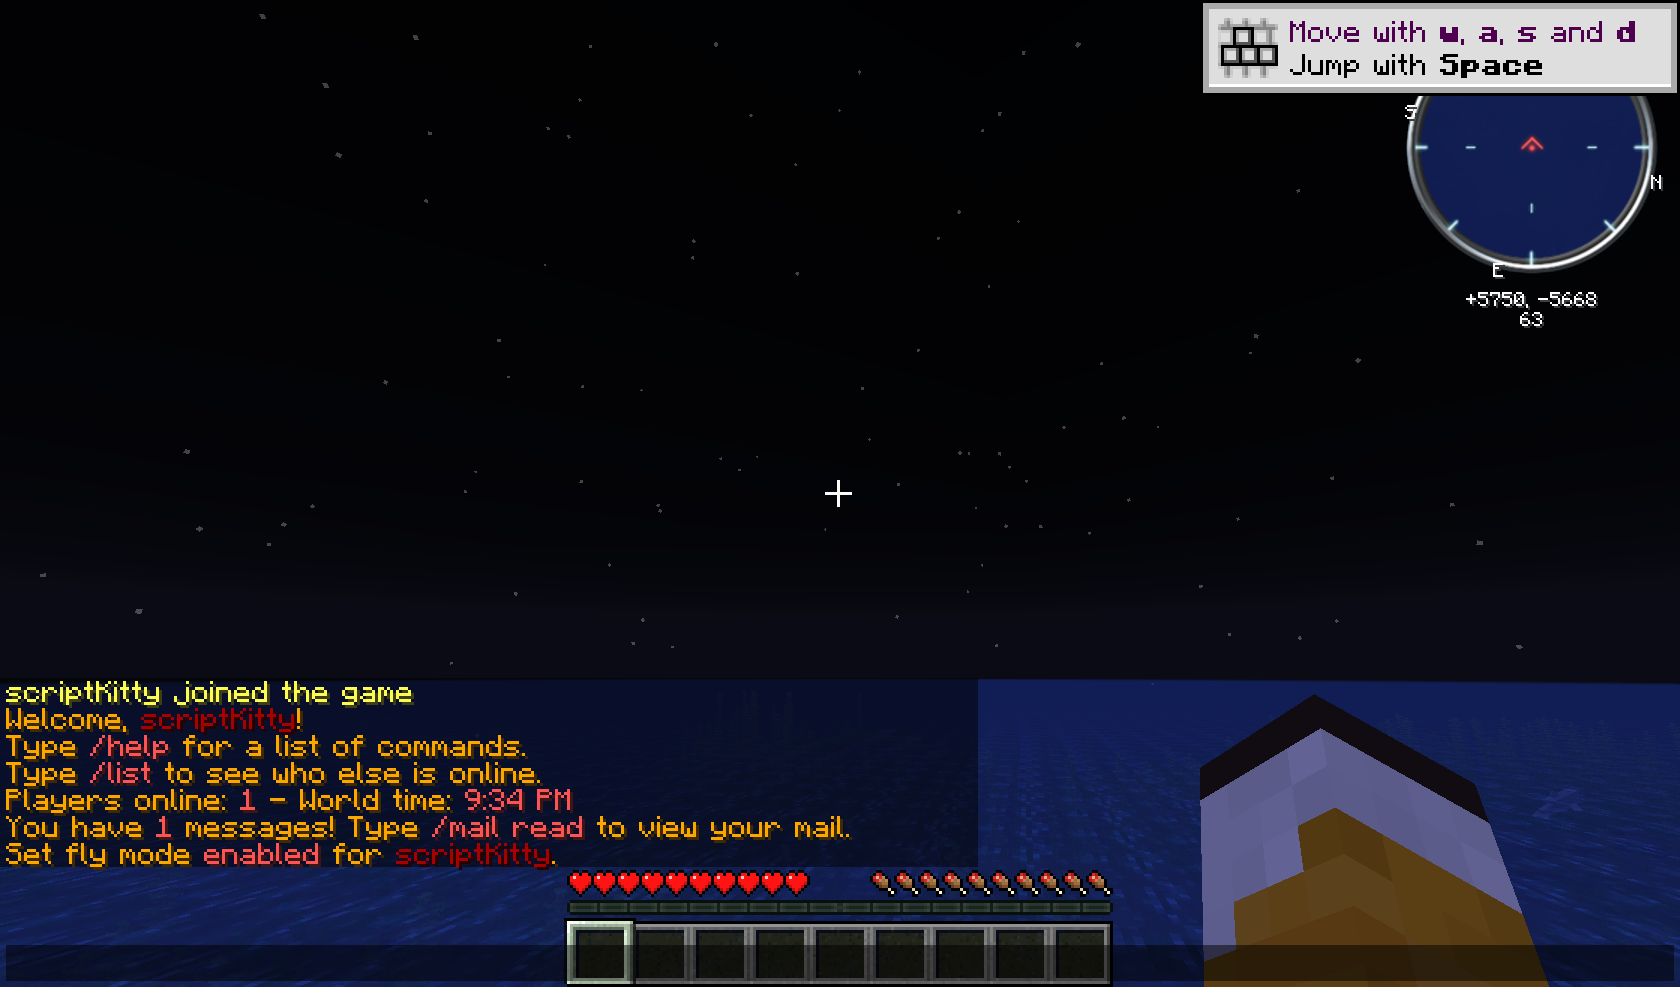 Move with w, a, s and d
Jump with Space
S
N
E
+5750, -5668
63
scriptKitty joined the game
Welcome, scriptKitty!
Type /help for a list of commands.
Type /list to see who else is online.
Players online: 1 - World time: 9:34 PM
You have 1 messages! Type /mail read to view your mail.
Set fly mode enabled for scriptKitty.